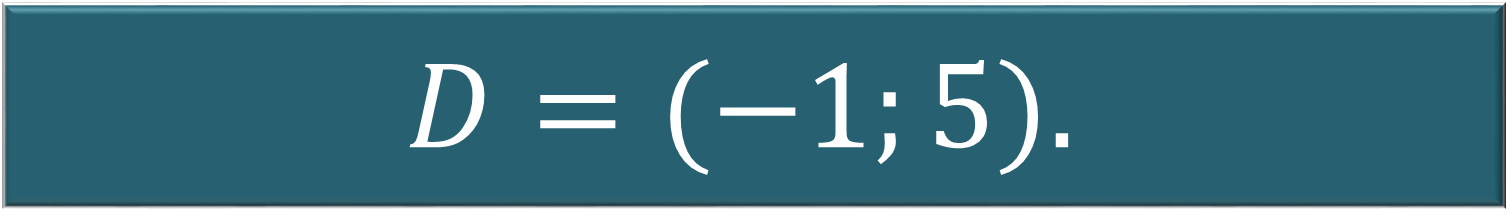 D = (−1; 5).